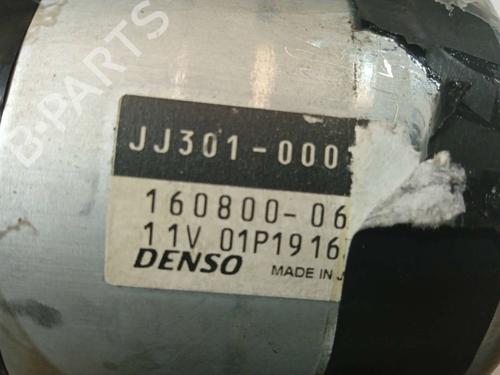 B-PARTS
JJ301-000
160800-06
11V 01P1916
DENSO
MADE IN J